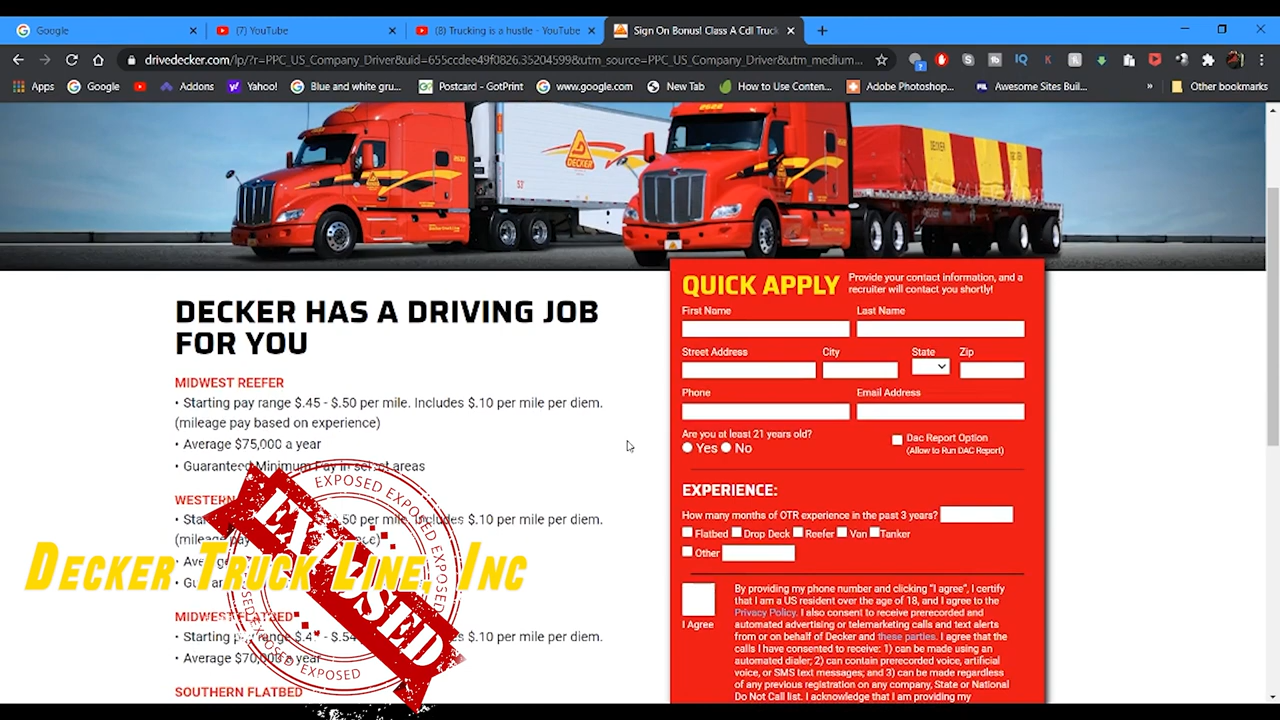 Google
(7) YouTube
(8) Trucking is a hustle - YouTube
Sign On Bonus! Class A Cdl Truck
drivedecker.com/lp/?r=PPC_US_Company_Driver&uid=655ccdee49f0826.35204599&utm_source=PPC_US_Company_Driver&utm_medium...
Apps
Google
Addons
Yahoo!
Blue and white gru...
Postcard - GotPrint
www.google.com
New Tab
How to Use Conten...
Adobe Photoshop...
Awesome Sites Buil...
Other bookmarks
DECKER
53'
DECKER
DECKER HAS A DRIVING JOB
FOR YOU
MIDWEST REEFER
• Starting pay range $.45 - $.50 per mile. Includes $.10 per mile per diem.
(mileage pay based on experience)
• Average $75,000 a year
• Guaranteed Minimum Pay in select areas
WESTERN
.50 per mile. Includes $.10 per mile per diem.
(mileage pay
MIDWEST FLATBED
• Starting
$.10 per mile per diem.
• Average $70,000 a year
SOUTHERN FLATBED
EXPOSED EXPOSED EXPOSED
EXPOSED
Decker Truck Line, Inc
QUICK APPLY
Provide your contact information, and a
recruiter will contact you shortly!
First Name
Last Name
Street Address
City
State
Zip
Phone
Email Address
Are you at least 21 years old?
Yes
No
Dac Report Option
(Allow to Run DAC Report)
EXPERIENCE:
How many months of OTR experience in the past 3 years?
Flatbed
Drop Deck
Reefer
Van
Tanker
Other
I Agree
By providing my phone number and clicking “I agree”, I certify
that I am a US resident over the age of 18, and I agree to the
Privacy Policy. I also consent to receive prerecorded and
automated advertising or telemarketing calls and text alerts
from or on behalf of Decker and these parties. I agree that the
calls I have consented to receive: 1) can be made using an
automated dialer; 2) can contain prerecorded voice, artificial
voice, or SMS text messages; and 3) can be made regardless
of any previous registration on any company, State or National
Do Not Call list. I acknowledge that I am providing my